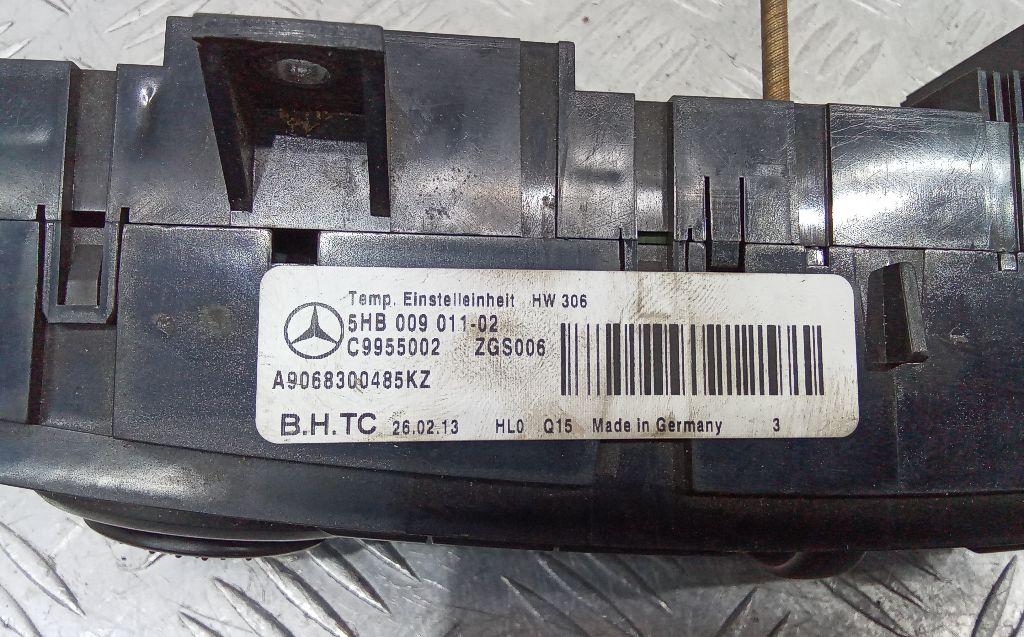 Temp. Einstelleinheit HW 306
5HB 009 011-02
C9955002 ZGS006
A9068300485KZ
B.H.TC 26.02.13 HL0 Q15 Made in Germany 3